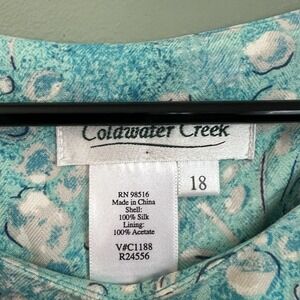 Coldwater Creek
18
RN 98516
Made in China
Shell:
100% Silk
Lining:
100% Acetate
V#C1188
R24556